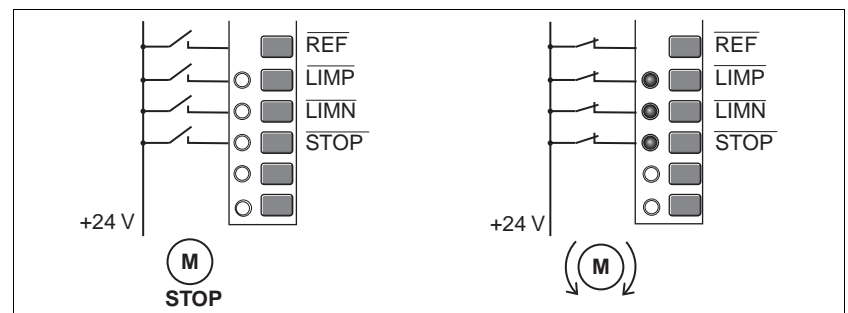 REF
LIMP
LIMN
STOP
+24 V
M
STOP
REF
LIMP
LIMN
STOP
+24 V
M